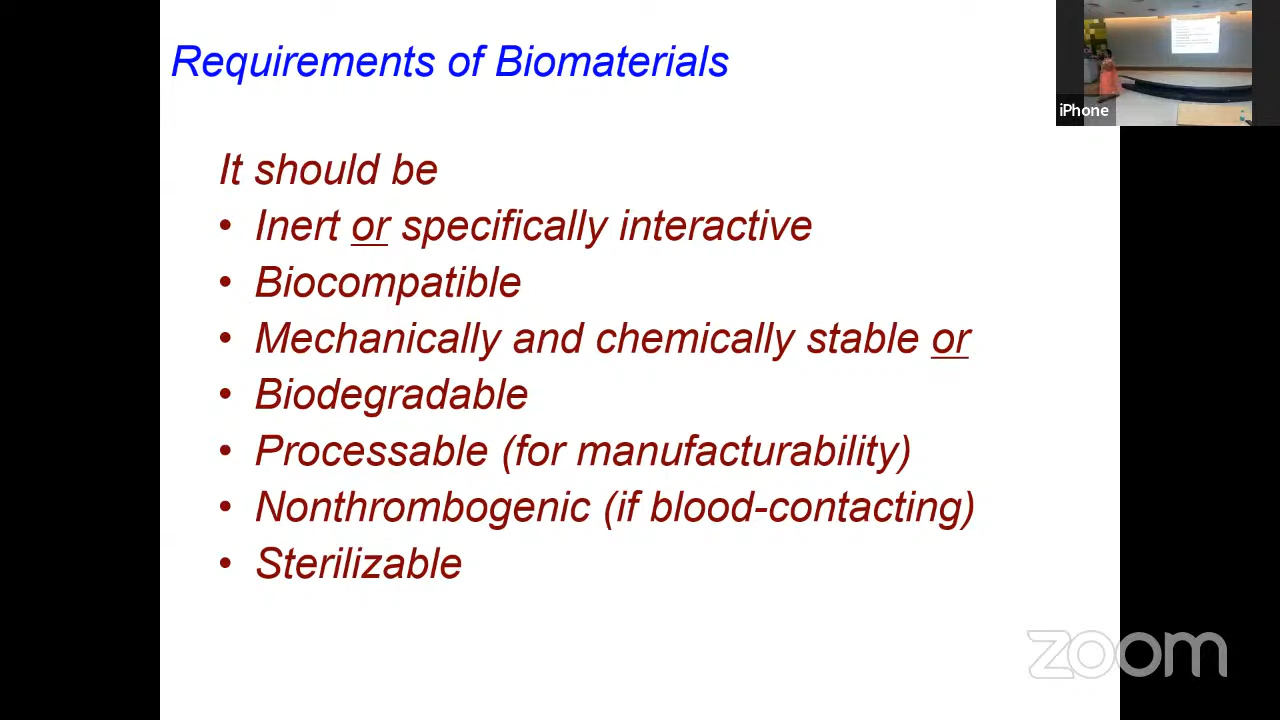 Requirements of Biomaterials
iPhone
It should be
• Inert or specifically interactive
• Biocompatible
• Mechanically and chemically stable or
• Biodegradable
• Processable (for manufacturability)
• Nonthrombogenic (if blood-contacting)
• Sterilizable
zoom